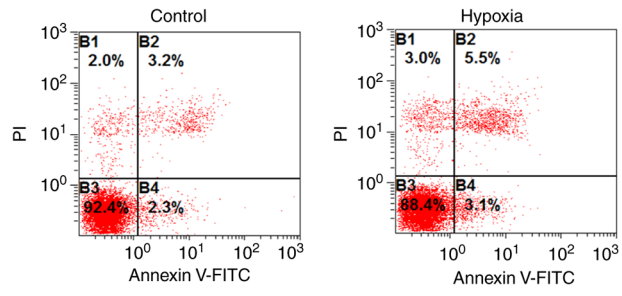 Control
10³
10²
10¹
10⁰
PI
B1
2.0%
B2
3.2%
B3
92.4%
B4
2.3%
10⁰ 10¹ 10² 10³
Annexin V-FITC
Hypoxia
10³
10²
10¹
10⁰
PI
B1
3.0%
B2
5.5%
B3
88.4%
B4
3.1%
10⁰ 10¹ 10² 10³
Annexin V-FITC